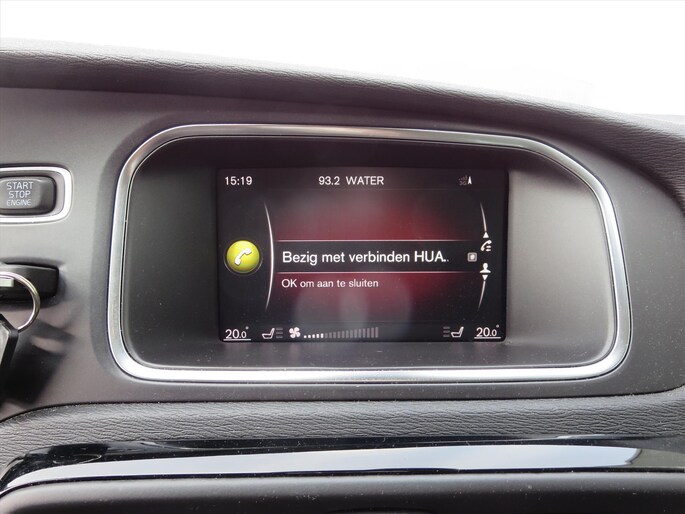 START
STOP
ENGINE
15:19 93.2 WATER
Bezig met verbinden HUA..
OK om aan te sluiten
20.0° 20.0°